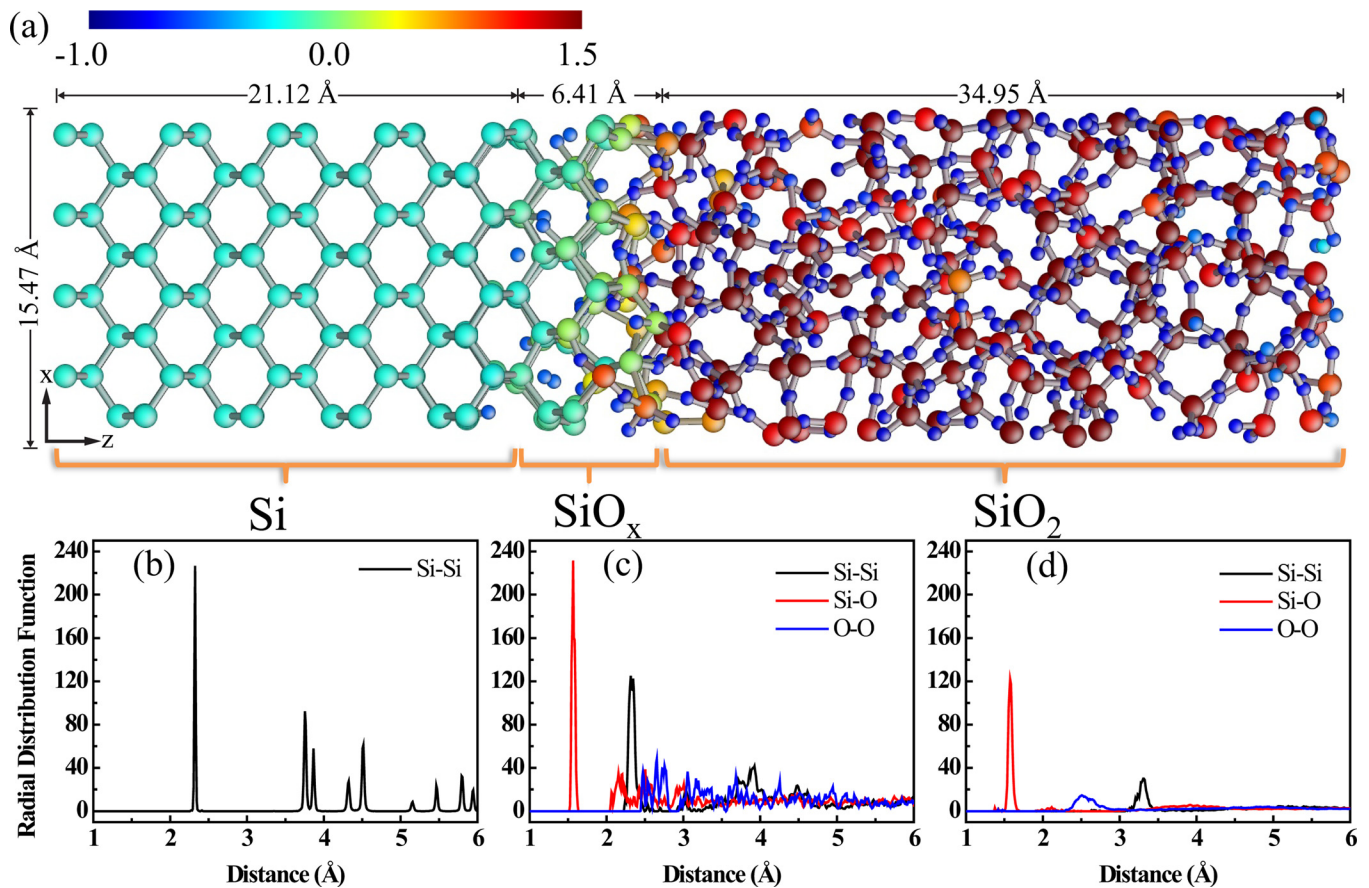 (a)
-1.0 0.0 1.5
21.12 Å 6.41 Å 34.95 Å
15.47 Å
x
z
Si SiOx SiO2
Radial Distribution Function
(b)
Si-Si
240
200
160
120
80
40
0
1 2 3 4 5 6
Distance (Å)
(c)
Si-Si
Si-O
O-O
240
200
160
120
80
40
0
1 2 3 4 5 6
Distance (Å)
(d)
Si-Si
Si-O
O-O
240
200
160
120
80
40
0
1 2 3 4 5 6
Distance (Å)